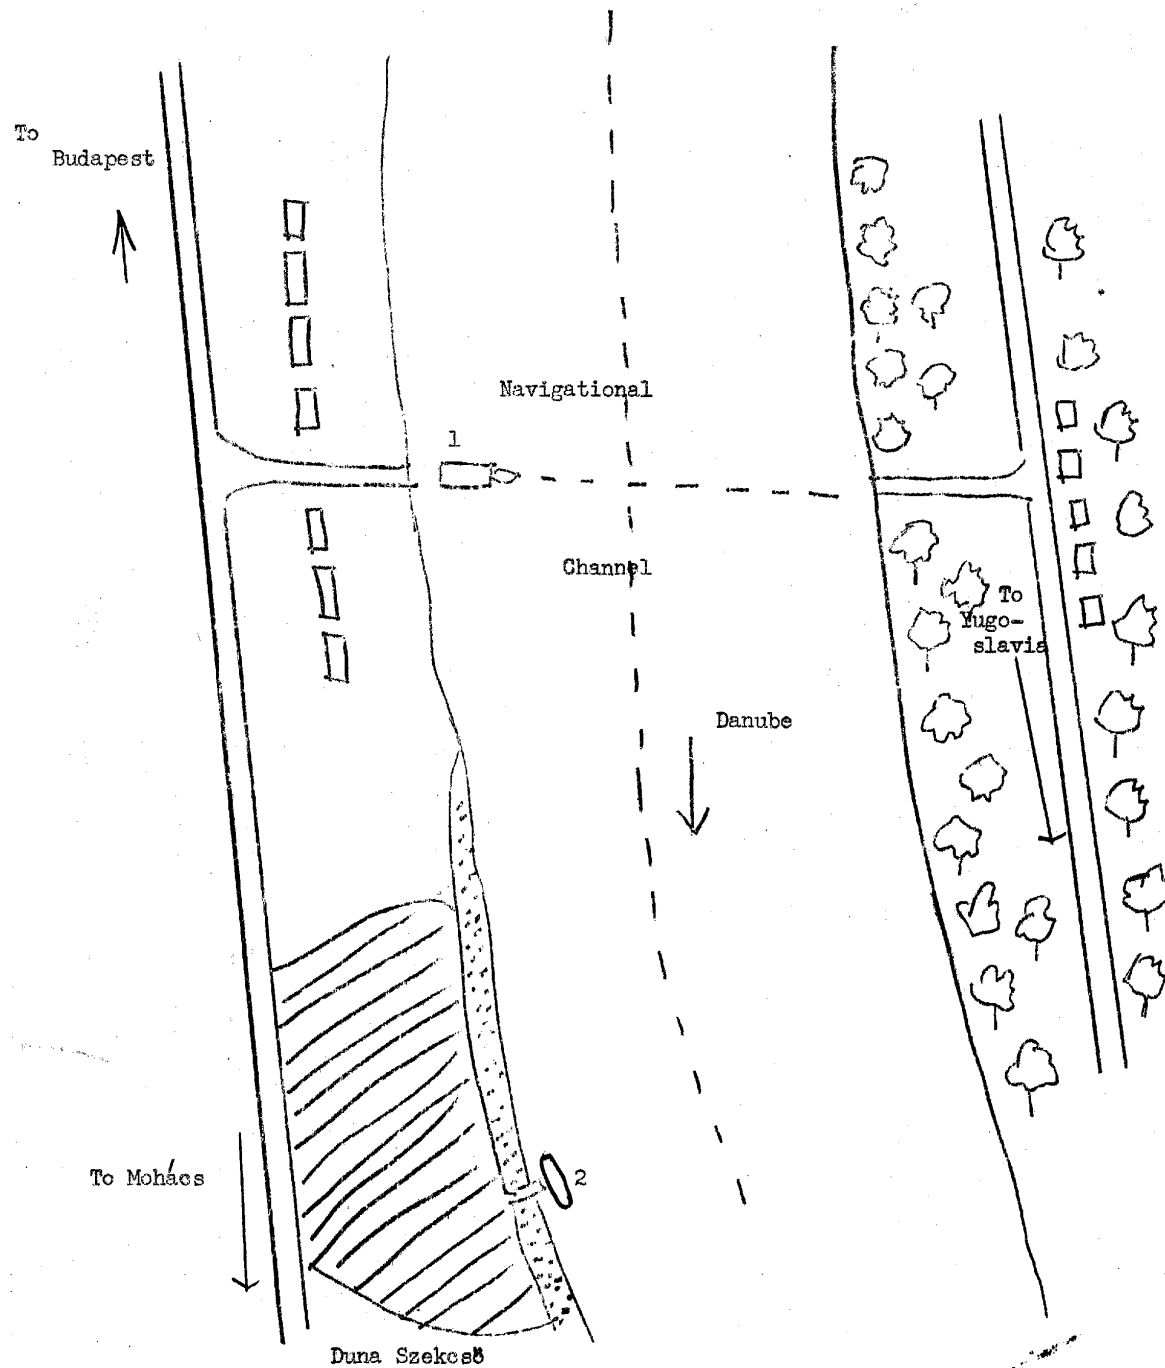 To
Budapest
Navigational
1
Channel
To
Yugo-
slavia
Danube
To Mohács
2
Duna Szekcső